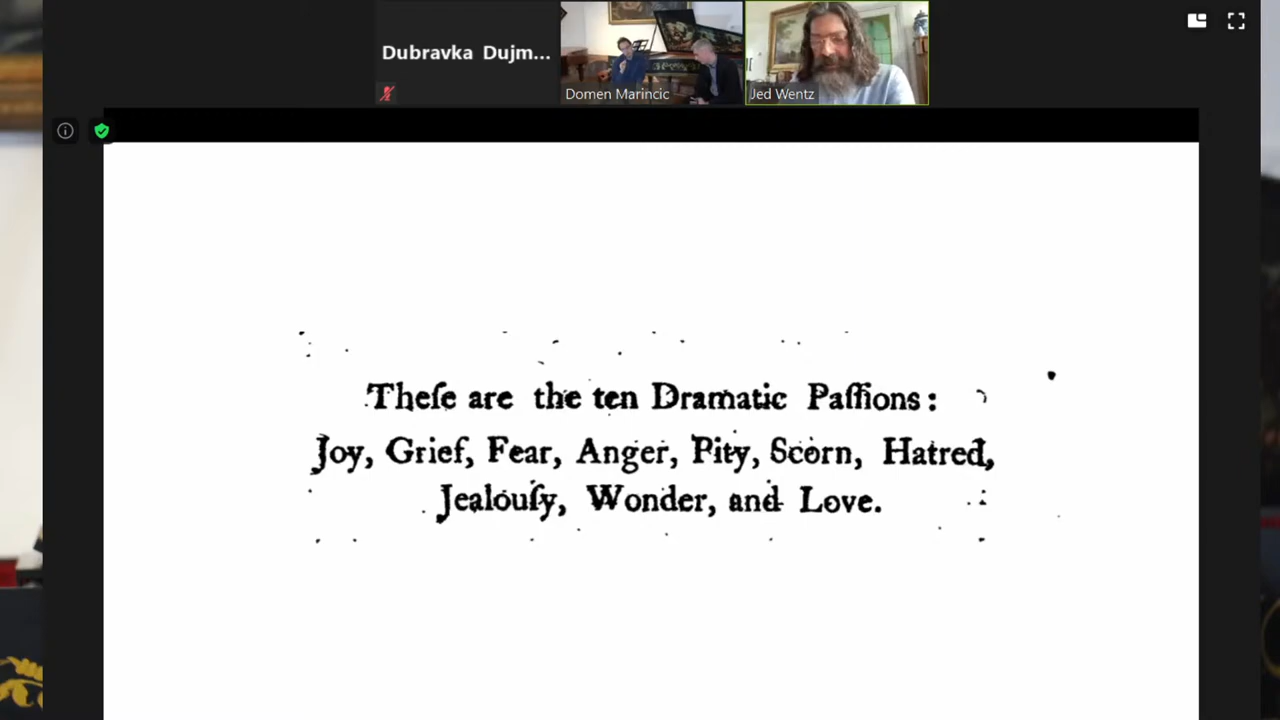 Dubravka Dujm...
Domen Marincic
Jed Wentz
Theſe are the ten Dramatic Paſſions:
Joy, Grief, Fear, Anger, Pity, Scorn, Hatred,
Jealouſy, Wonder, and Love.